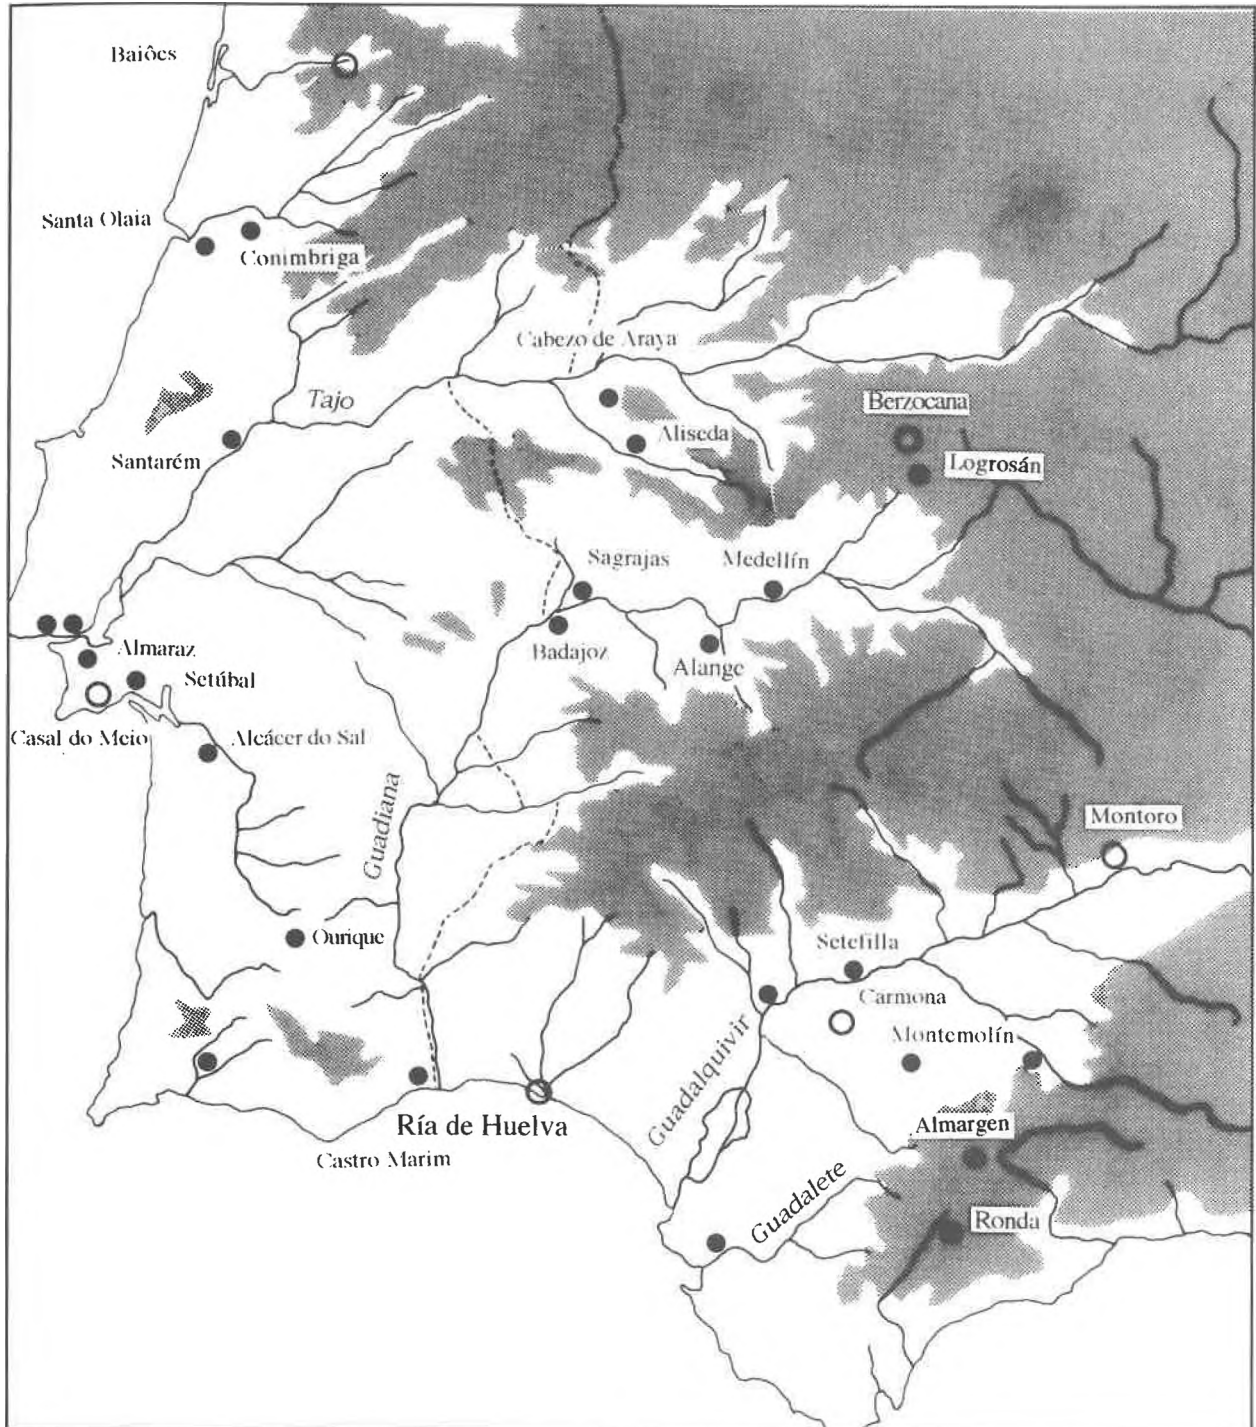 Baiôes
Santa Olaia
Conimbriga
Cabezo de Araya
Tajo
Berzocana
Aliseda
Santarém
Logrosán
Sagrajas
Medellín
Almaraz
Badajoz
Alange
Setúbal
Casal do Meio
Alcácer do Sal
Guadiana
Montoro
Ourique
Setefilla
Carmona
Montemolín
Guadalquivir
Ría de Huelva
Almargen
Castro Marim
Guadalete
Ronda